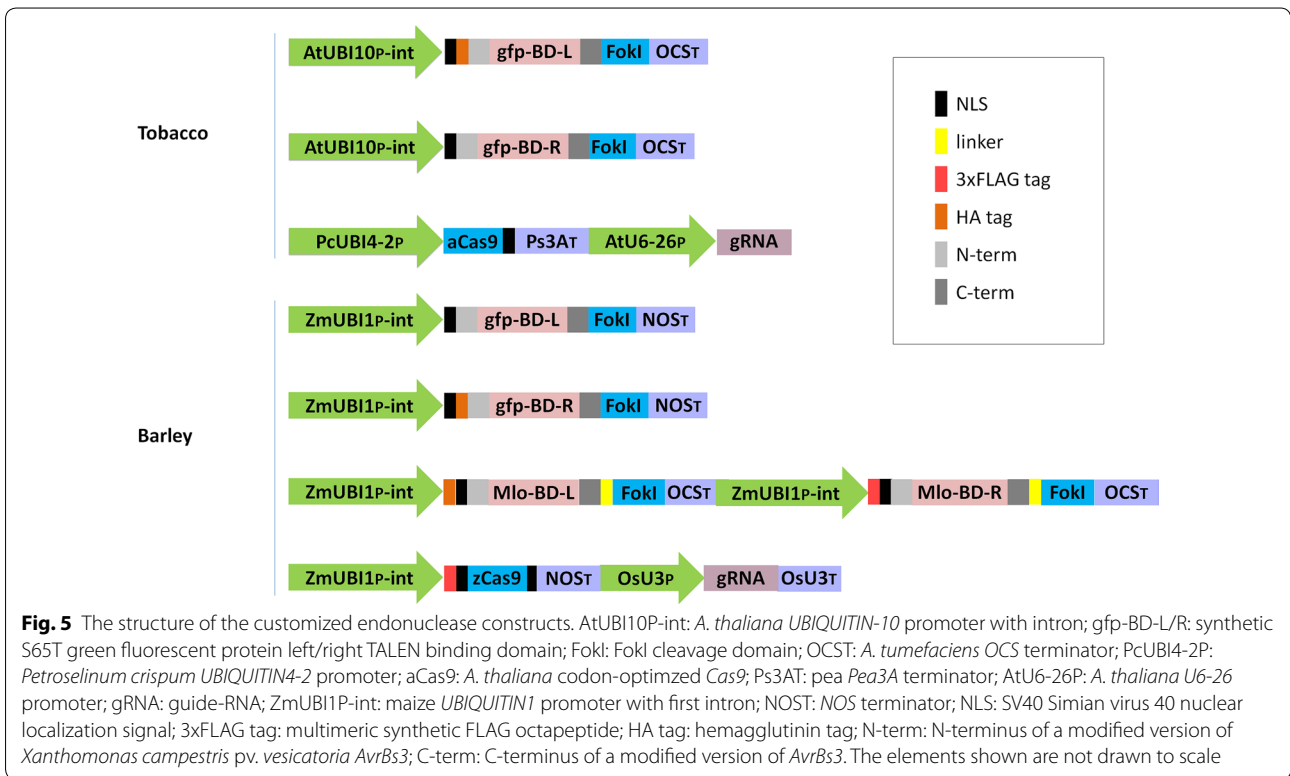 AtUBI10P-int gfp-BD-L FokI OCST
Tobacco
AtUBI10P-int gfp-BD-R FokI OCST
PcUBI4-2P aCas9 Ps3AT AtU6-26P gRNA
ZmUBI1P-int gfp-BD-L FokI NOST
ZmUBI1P-int gfp-BD-R FokI NOST
Barley
ZmUBI1P-int Mlo-BD-L FokI OCST ZmUBI1P-int Mlo-BD-R FokI OCST
ZmUBI1P-int zCas9 NOST OsU3P gRNA OsU3T
NLS
linker
3xFLAG tag
HA tag
N-term
C-term
Fig. 5 The structure of the customized endonuclease constructs. AtUBI10P-int: A. thaliana UBIQUITIN-10 promoter with intron; gfp-BD-L/R: synthetic
S65T green fluorescent protein left/right TALEN binding domain; FokI: FokI cleavage domain; OCST: A. tumefaciens OCS terminator; PcUBI4-2P:
Petroselinum crispum UBIQUITIN4-2 promoter; aCas9: A. thaliana codon-optimzed Cas9; Ps3AT: pea Pea3A terminator; AtU6-26P: A. thaliana U6-26
promoter; gRNA: guide-RNA; ZmUBI1P-int: maize UBIQUITIN1 promoter with first intron; NOST: NOS terminator; NLS: SV40 Simian virus 40 nuclear
localization signal; 3xFLAG tag: multimeric synthetic FLAG octapeptide; HA tag: hemagglutinin tag; N-term: N-terminus of a modified version of
Xanthomonas campestris pv. vesicatoria AvrBs3; C-term: C-terminus of a modified version of AvrBs3. The elements shown are not drawn to scale